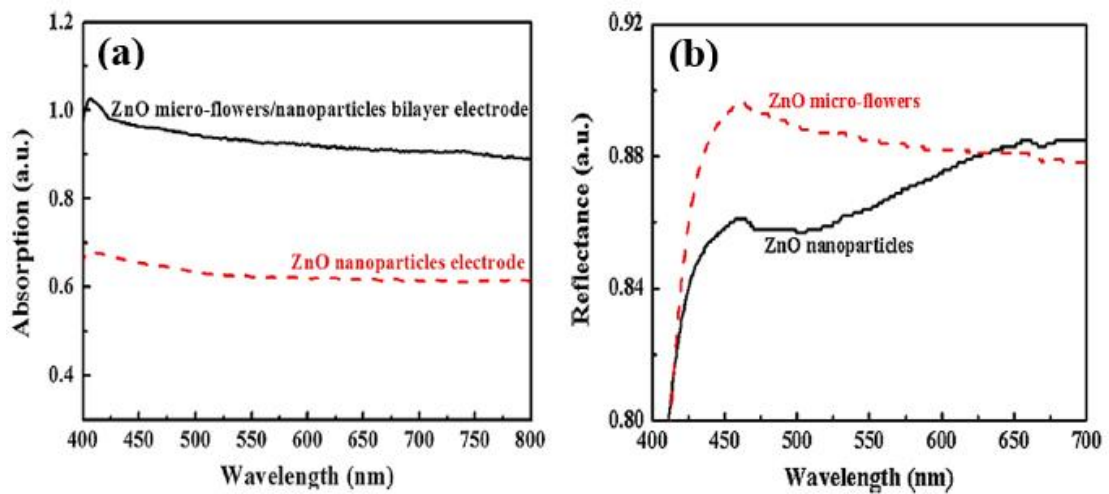 (a)
1.2
1.0
0.8
0.6
0.4
Absorption (a.u.)
ZnO micro-flowers/nanoparticles bilayer electrode
ZnO nanoparticles electrode
400 450 500 550 600 650 700 750 800
Wavelength (nm)
(b)
0.92
0.88
0.84
0.80
Reflectance (a.u.)
ZnO micro-flowers
ZnO nanoparticles
400 450 500 550 600 650 700
Wavelength (nm)